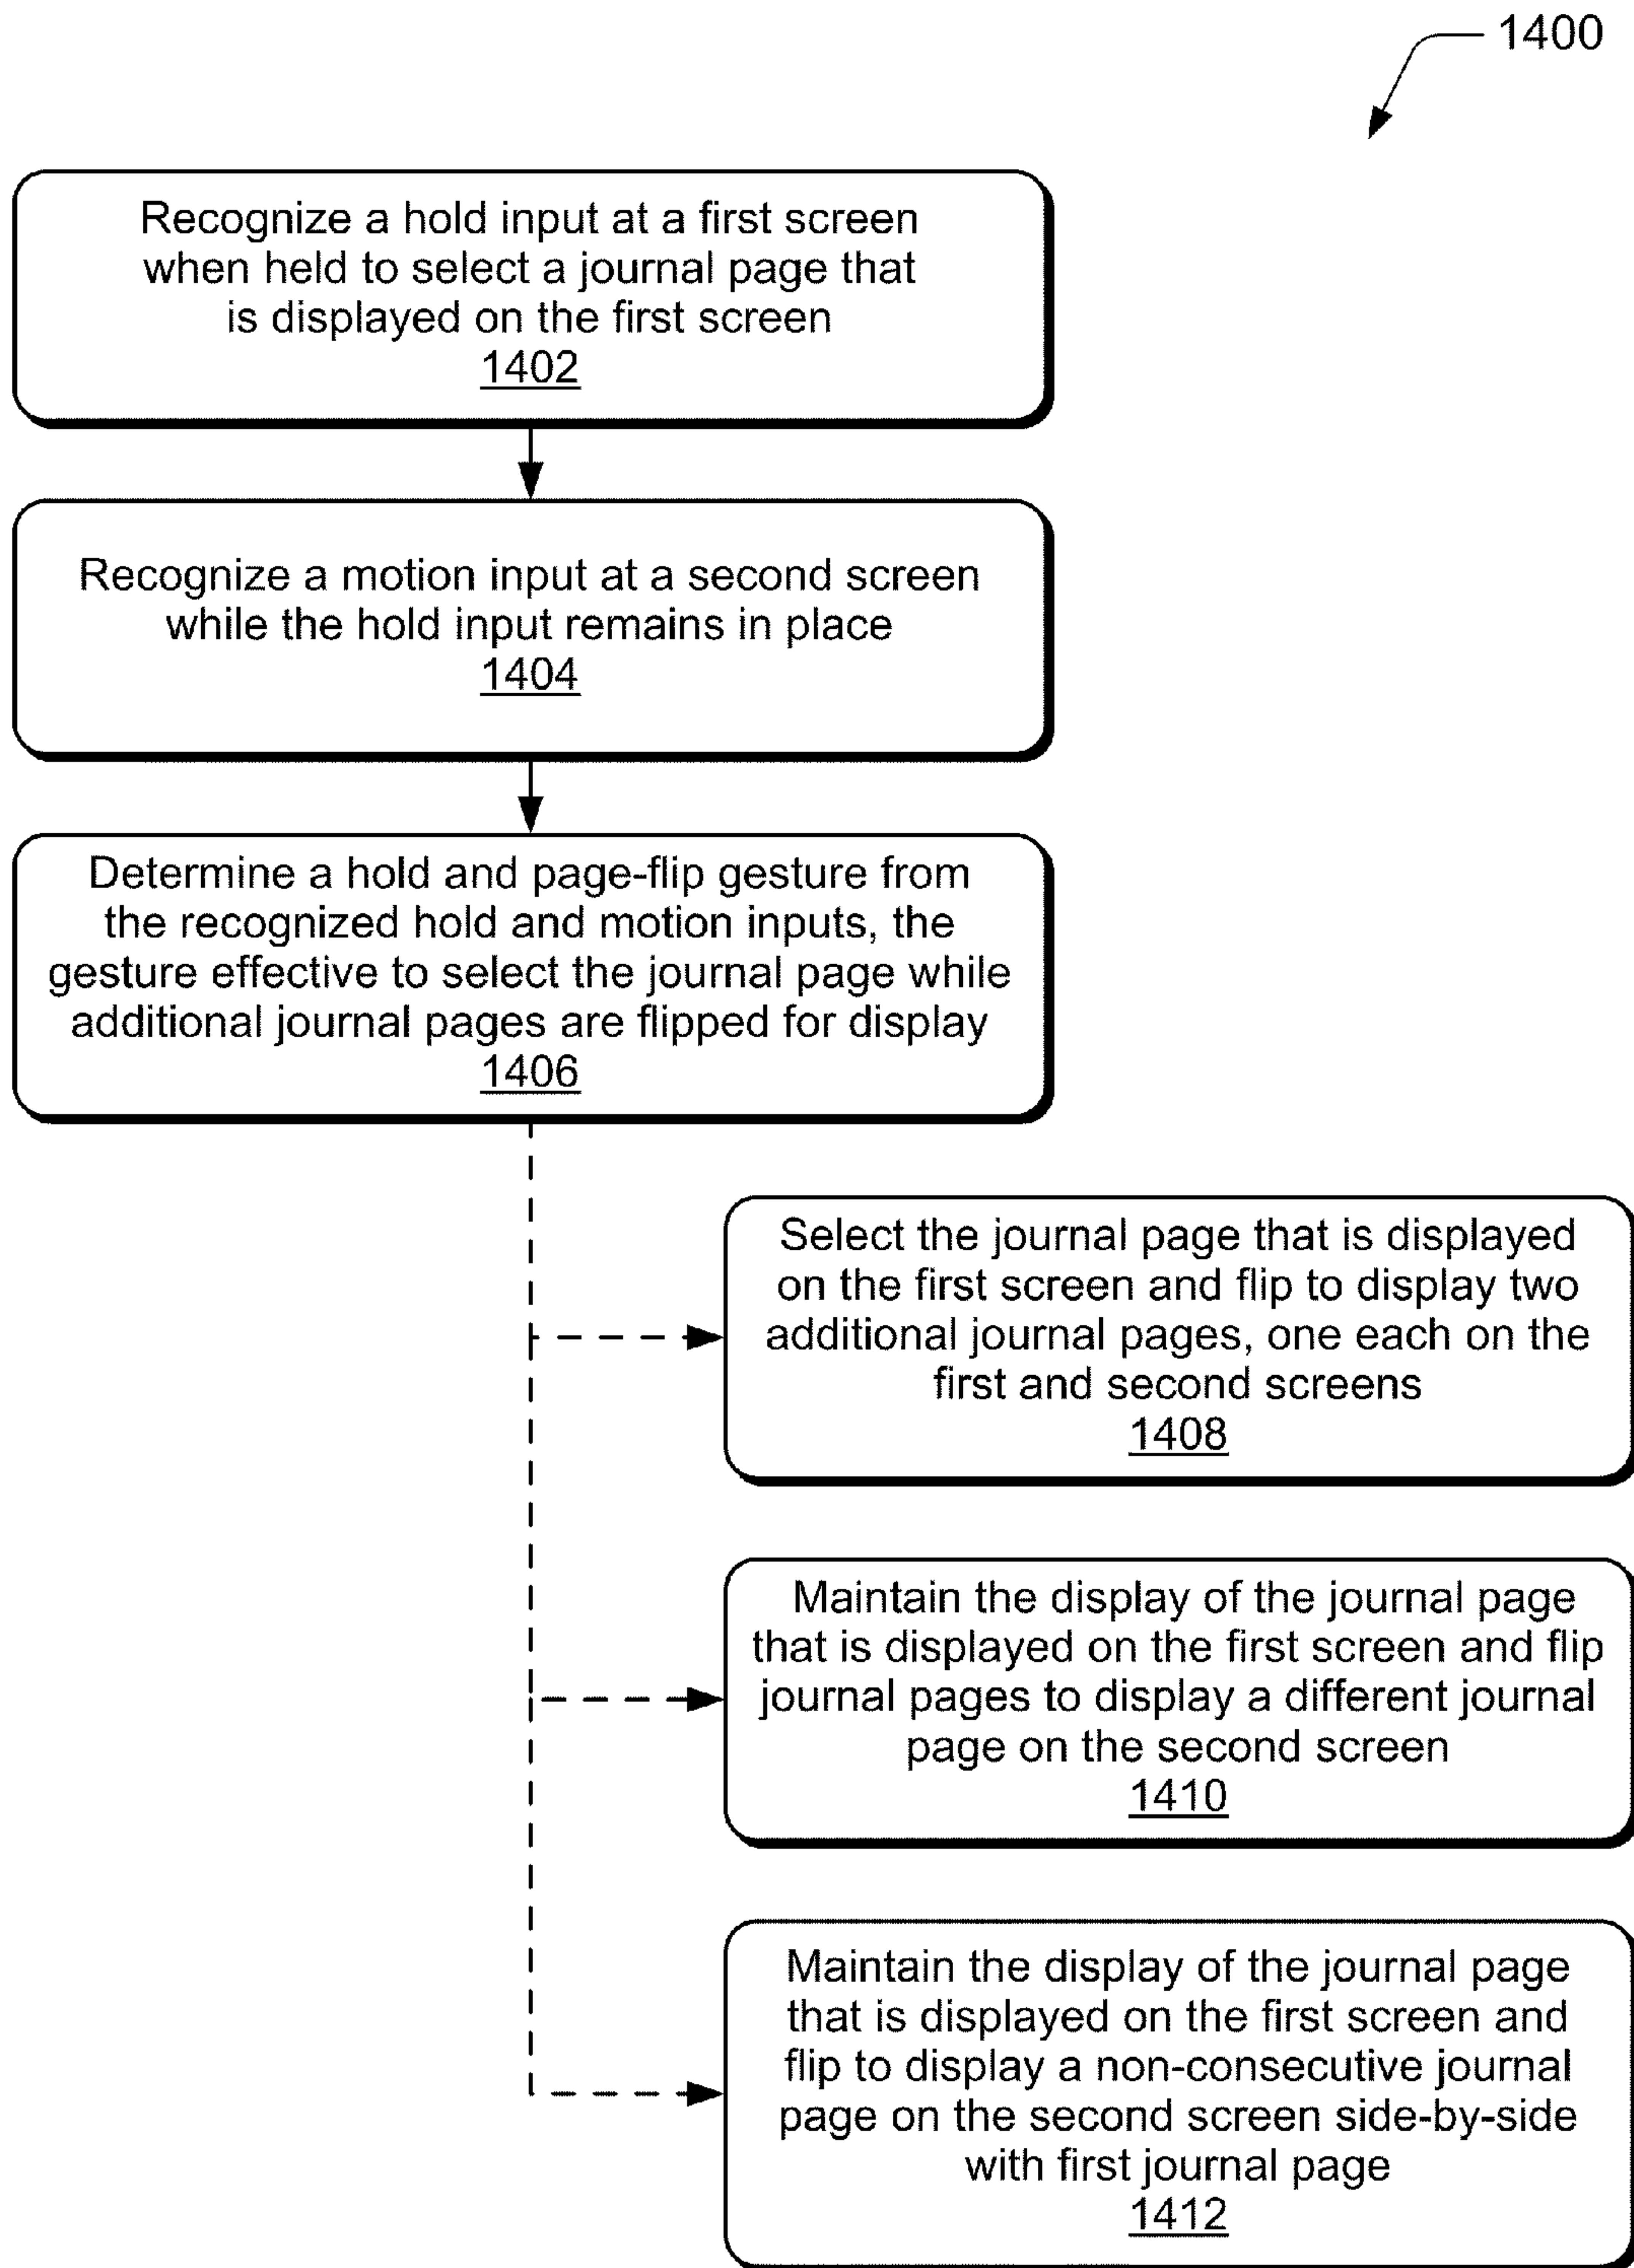 1400
Recognize a hold input at a first screen
when held to select a journal page that
is displayed on the first screen
1402
Recognize a motion input at a second screen
while the hold input remains in place
1404
Determine a hold and page-flip gesture from
the recognized hold and motion inputs, the
gesture effective to select the journal page while
additional journal pages are flipped for display
1406
Select the journal page that is displayed
on the first screen and flip to display two
additional journal pages, one each on the
first and second screens
1408
Maintain the display of the journal page
that is displayed on the first screen and flip
journal pages to display a different journal
page on the second screen
1410
Maintain the display of the journal page
that is displayed on the first screen and
flip to display a non-consecutive journal
page on the second screen side-by-side
with first journal page
1412